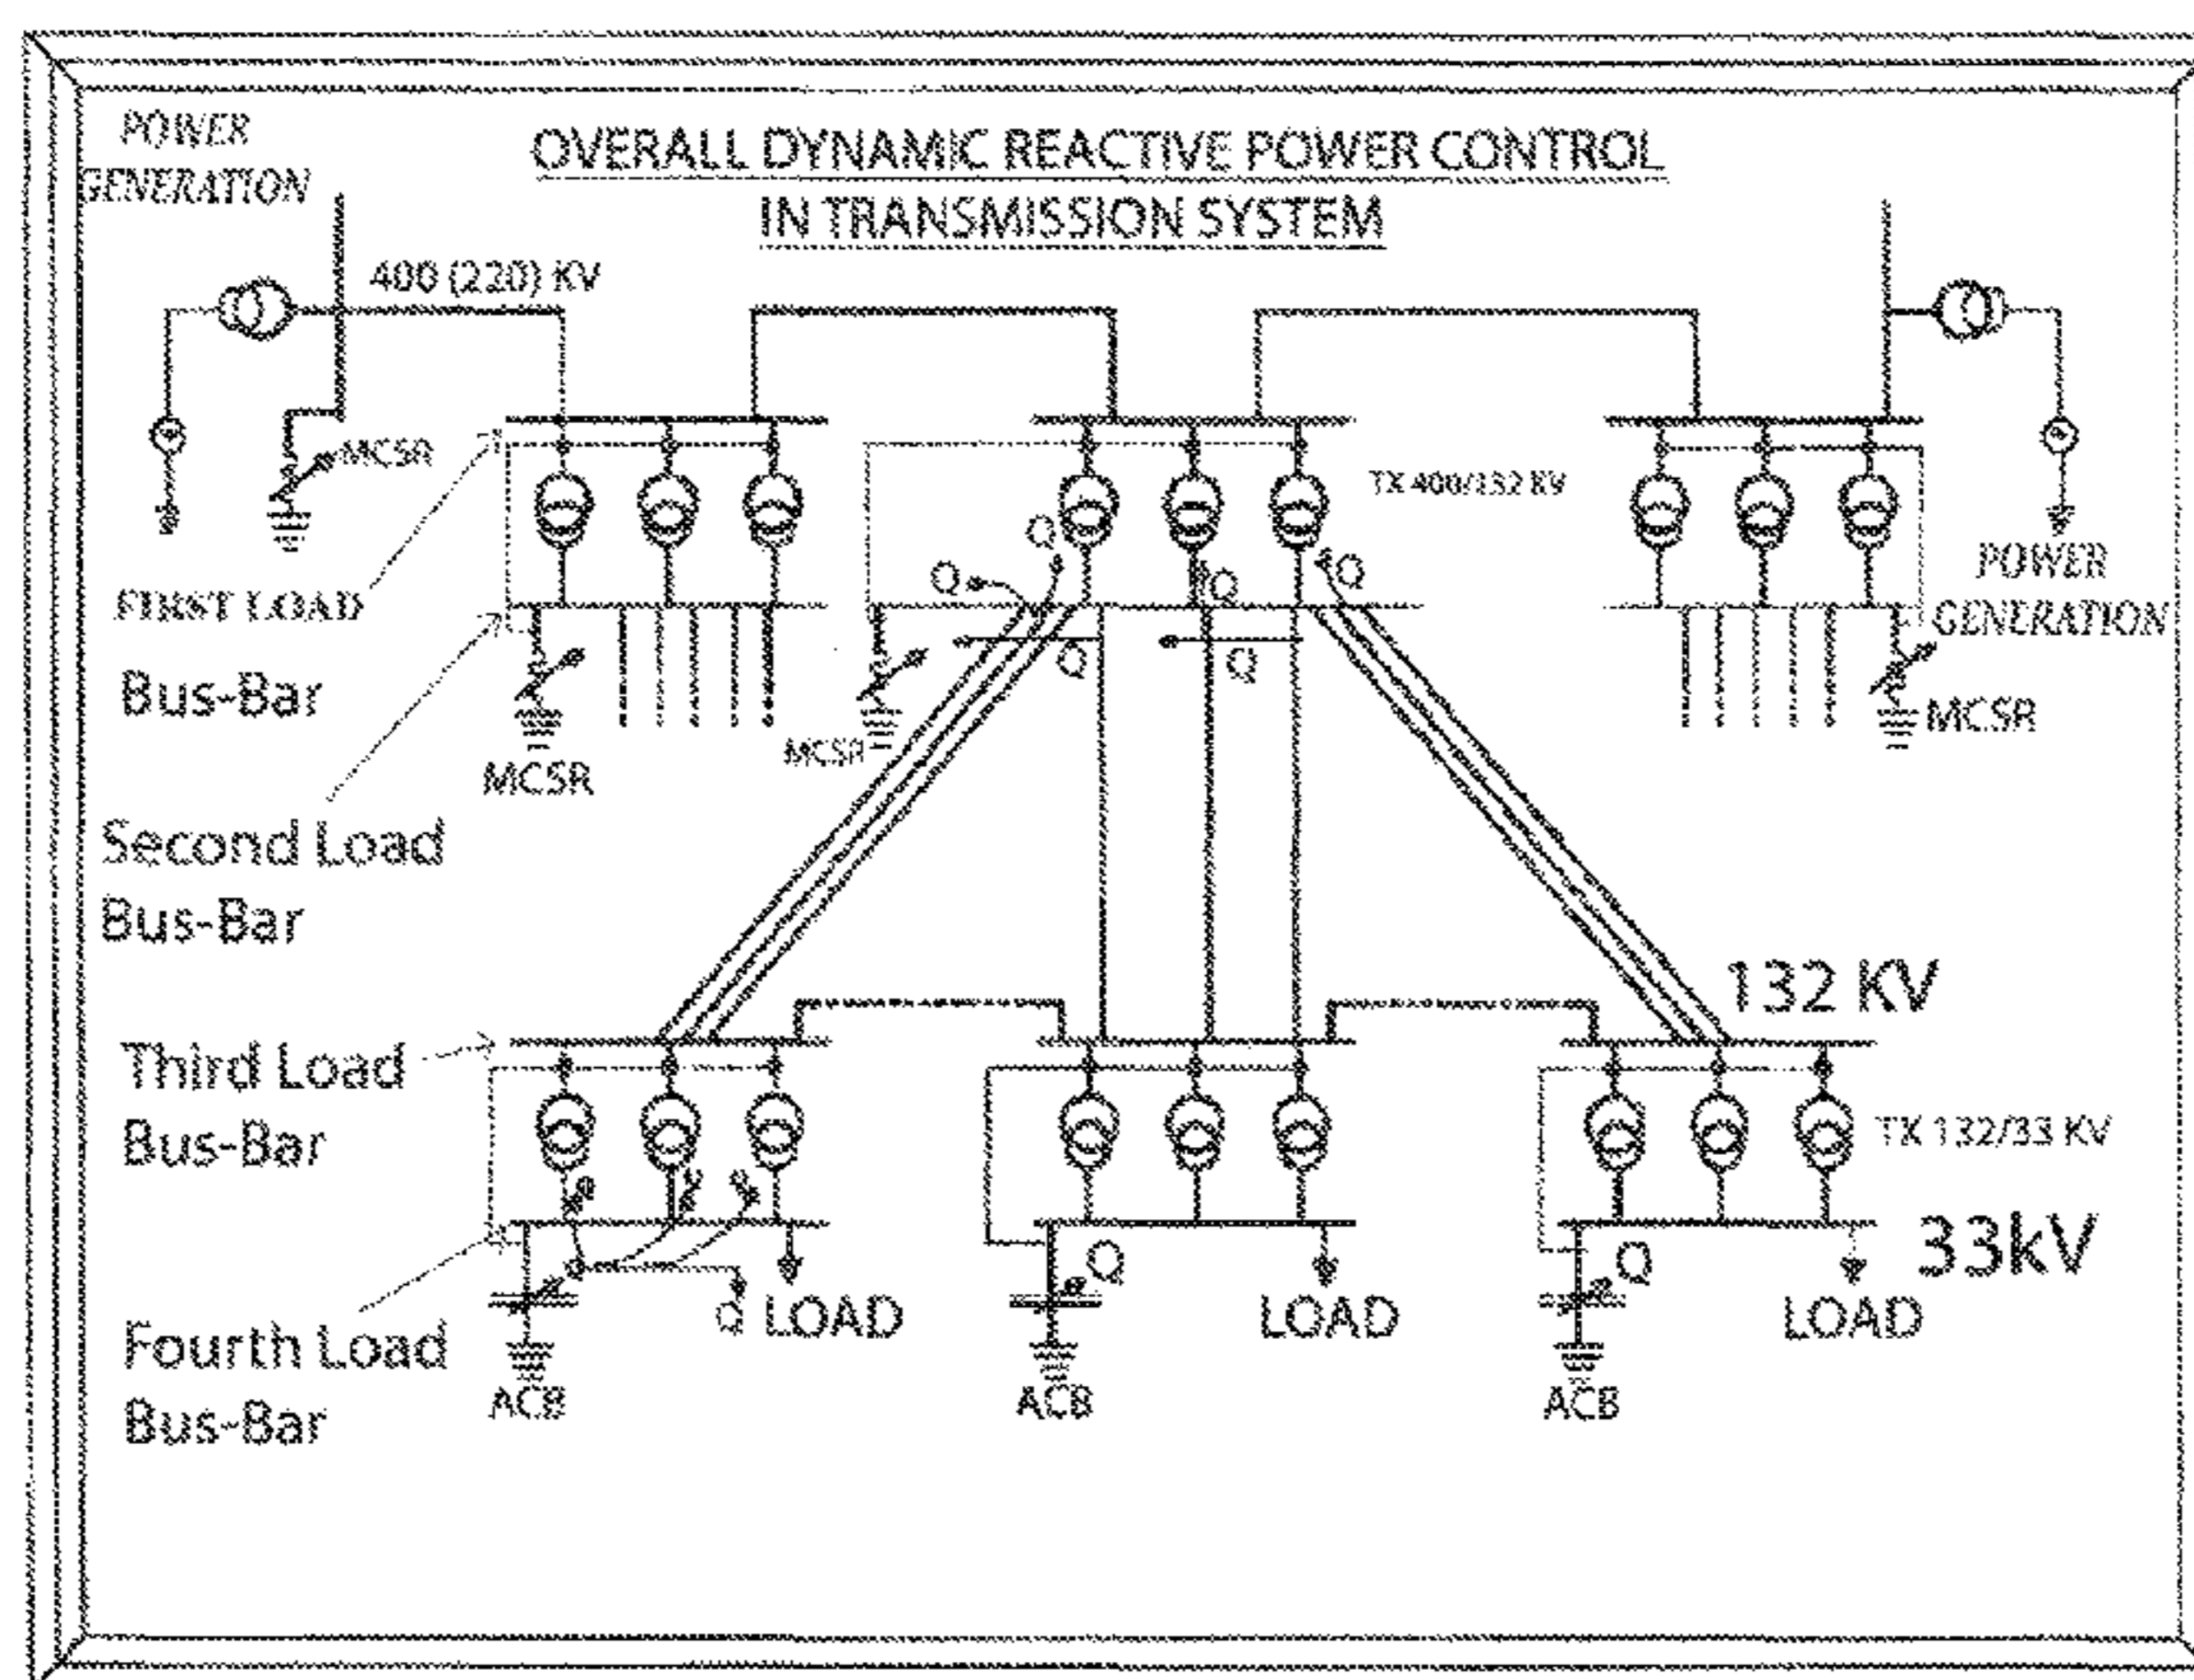 POWER
GENERATION
OVERALL DYNAMIC REACTIVE POWER CONTROL
IN TRANSMISSION SYSTEM
400 (220) KV
MCSR
TX 400/132 KV
Q
Q
Q
Q
POWER
GENERATION
FIRST LOAD
Bus-Bar
Q
Q
MCSR
MCSR
MCSR
Second Load
Bus-Bar
132 KV
Third Load
Bus-Bar
TX 132/33 KV
33kV
Q
Q
Q LOAD
LOAD
LOAD
Fourth Load
Bus-Bar
ACB
ACB
ACB